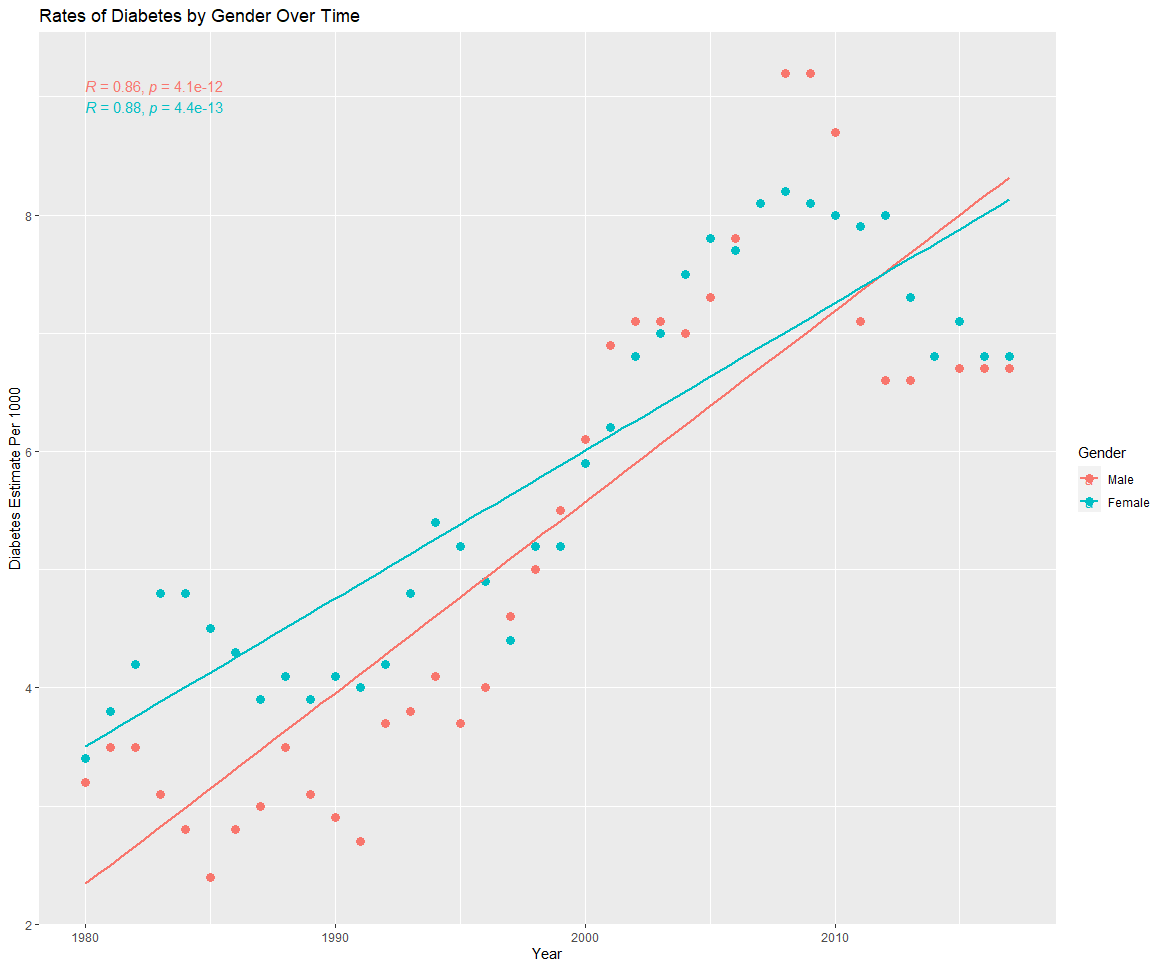 Rates of Diabetes by Gender Over Time
R = 0.86, p = 4.1e-12
R = 0.88, p = 4.4e-13
8
6
4
2
Diabetes Estimate Per 1000
1980
1990
2000
2010
Year
Gender
a Male
a Female